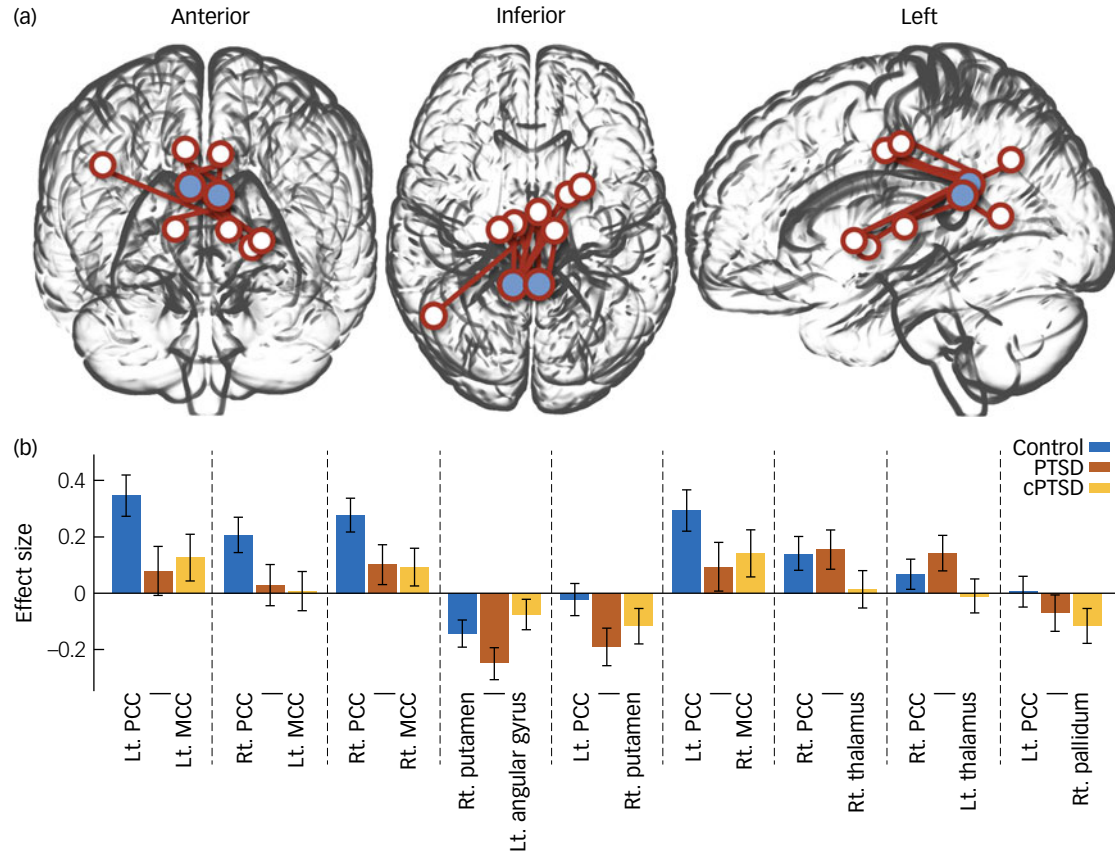 (a)
Anterior
Inferior
Left
(b)
Control
PTSD
cPTSD
Effect size
0.4
0.2
0
−0.2
Lt. PCC — Lt. MCC
Rt. PCC — Lt. MCC
Rt. PCC — Rt. MCC
Rt. putamen — Lt. angular gyrus
Lt. PCC — Rt. putamen
Lt. PCC — Rt. MCC
Rt. PCC — Rt. thalamus
Rt. PCC — Lt. thalamus
Lt. PCC — Rt. pallidum